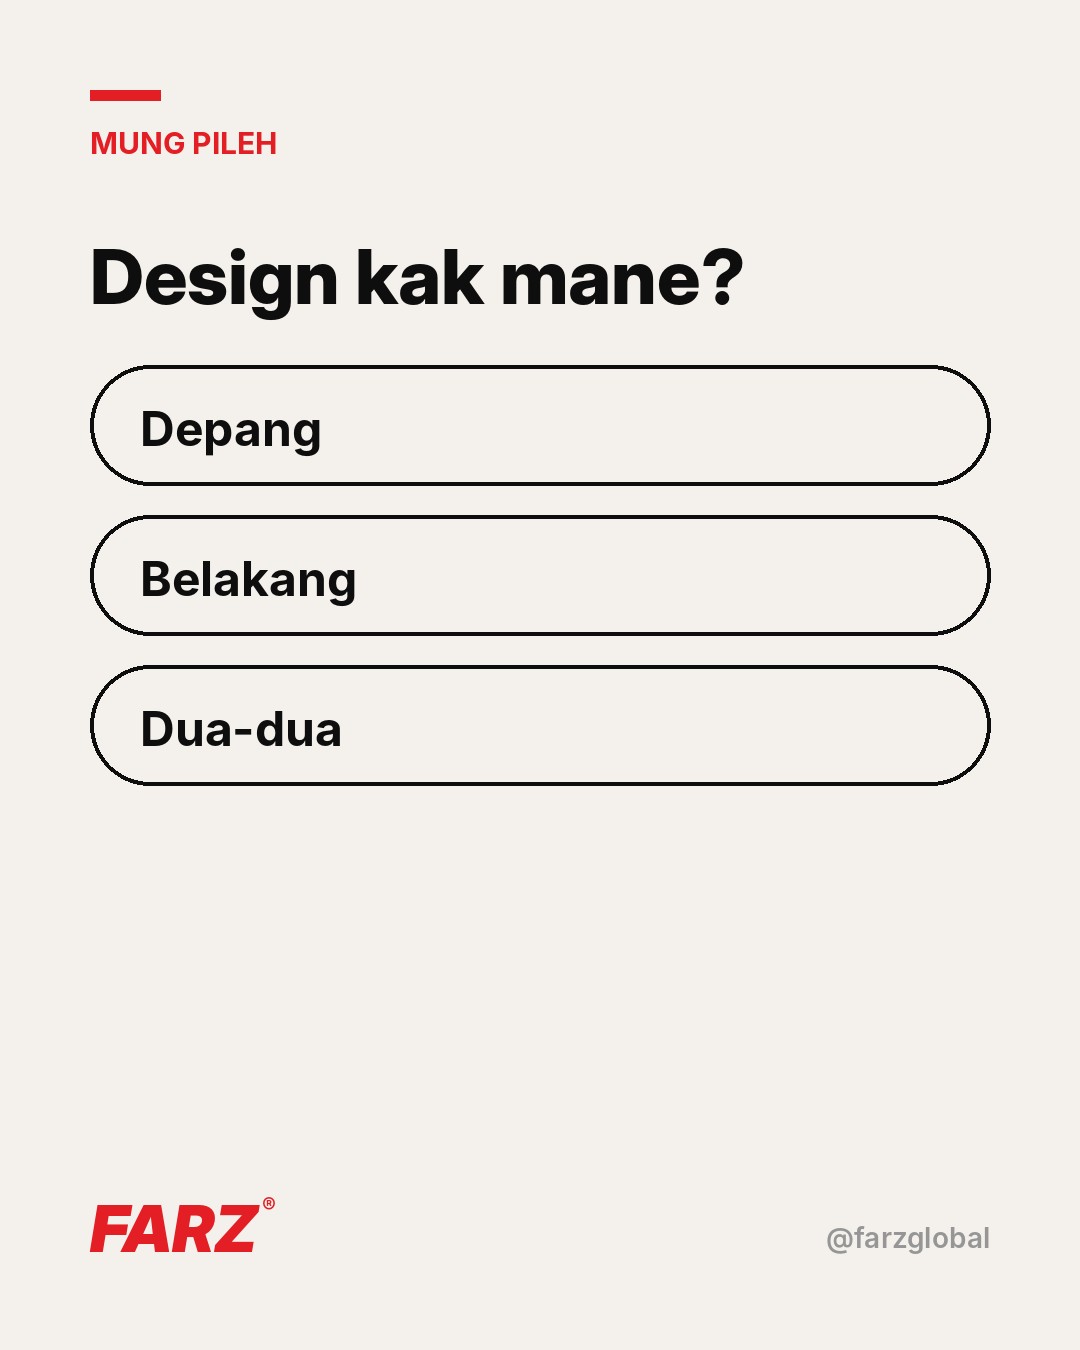 MUNG PILEH
Design kak mane?
Depang
Belakang
Dua-dua
FARZ®
@farzglobal